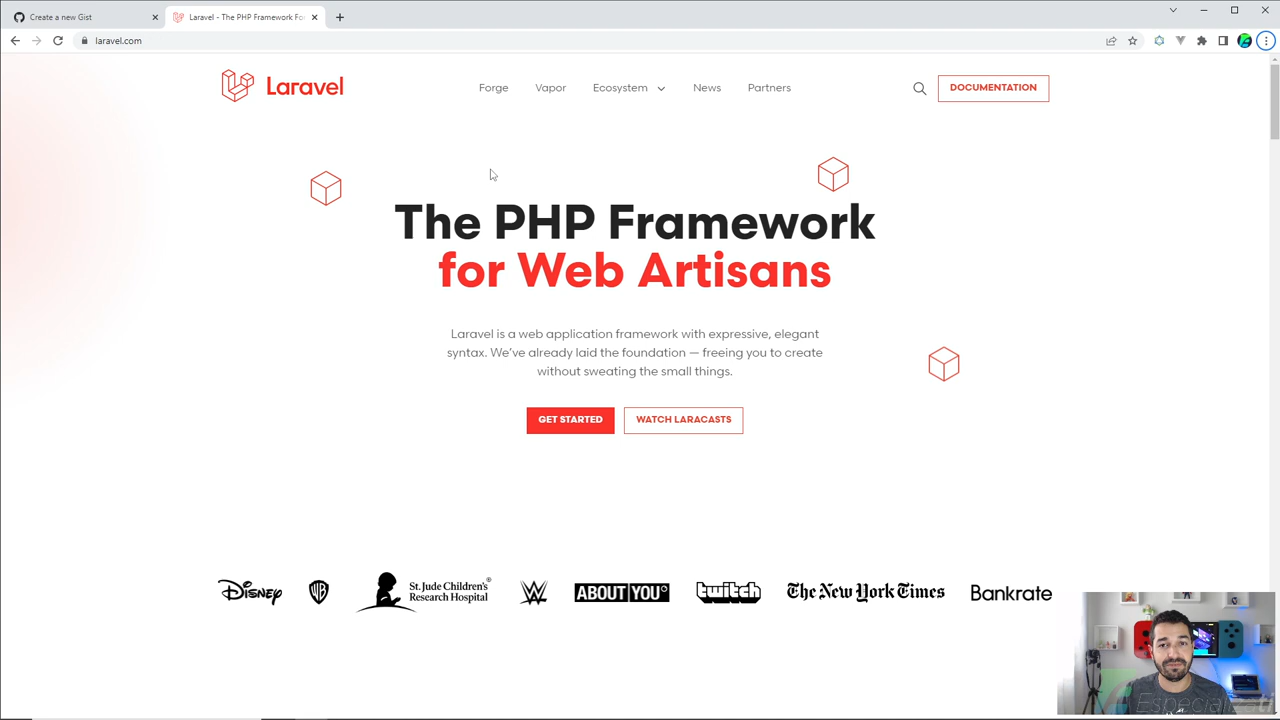 Create a new Gist
Laravel - The PHP Framework Fo
laravel.com
Laravel
Forge
Vapor
Ecosystem
News
Partners
DOCUMENTATION
The PHP Framework
for Web Artisans
Laravel is a web application framework with expressive, elegant
syntax. We've already laid the foundation — freeing you to create
without sweating the small things.
GET STARTED
WATCH LARACASTS
Disney
WB
St. Jude Children's®
Research Hospital
W
ABOUT YOU°
twitch
The New York Times
Bankrate
Especializati